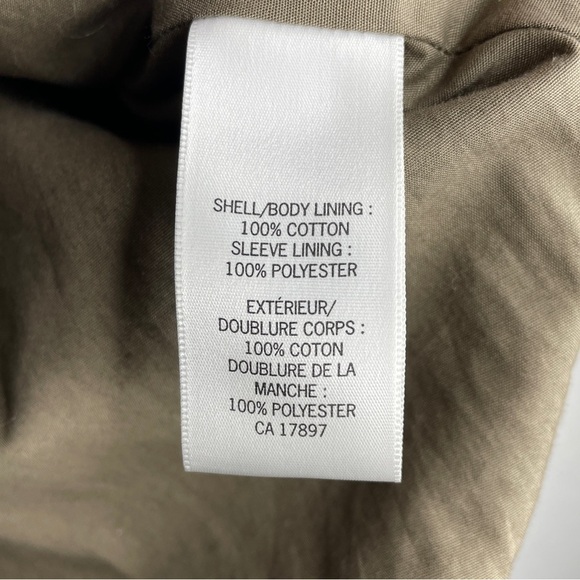 SHELL/BODY LINING :
100% COTTON
SLEEVE LINING :
100% POLYESTER
EXTÉRIEUR/
DOUBLURE CORPS :
100% COTON
DOUBLURE DE LA
MANCHE :
100% POLYESTER
CA 17897